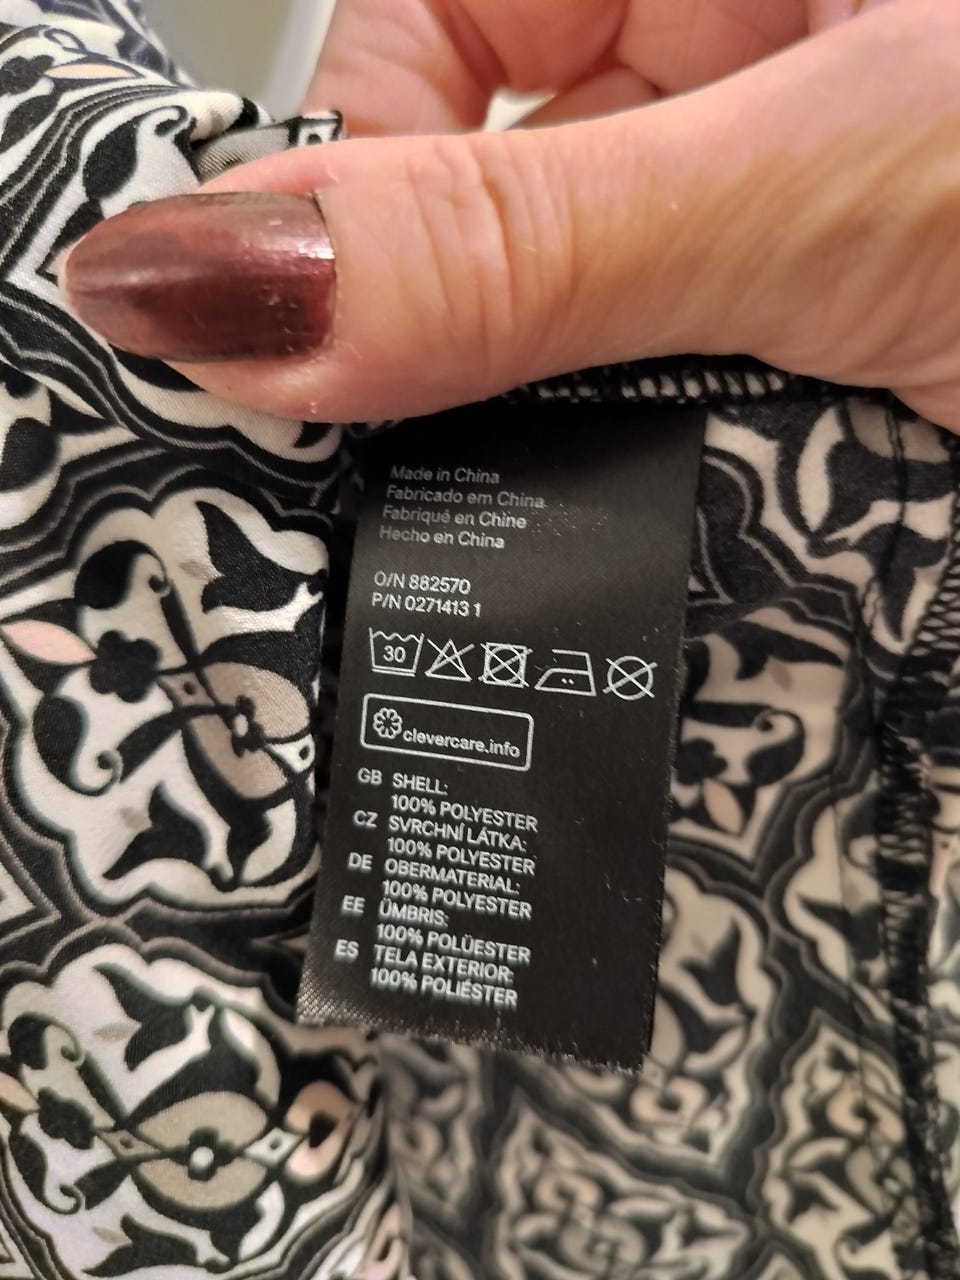 Made in China
Fabricado em China
Fabriqué en Chine
Hecho en China
O/N 882570
P/N 0271413 1
30
clevercare.info
GB SHELL:
100% POLYESTER
CZ SVRCHNÍ LÁTKA:
100% POLYESTER
DE OBERMATERIAL:
100% POLYESTER
EE ÜMBRIS:
100% POLÜESTER
ES TELA EXTERIOR:
100% POLIÉSTER